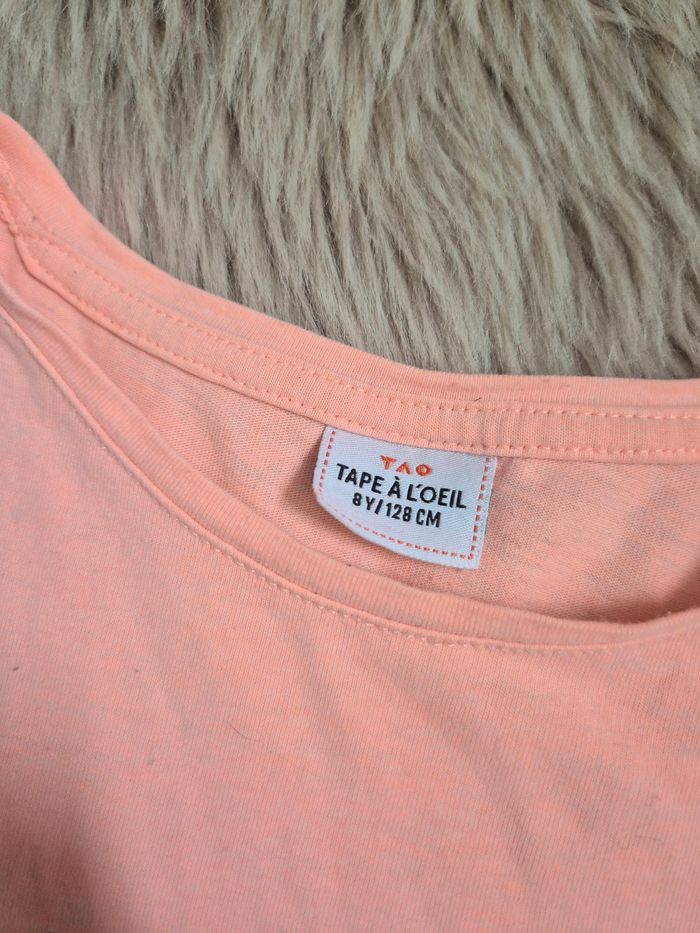 TAO
TAPE À L'OEIL
8Y/128 CM